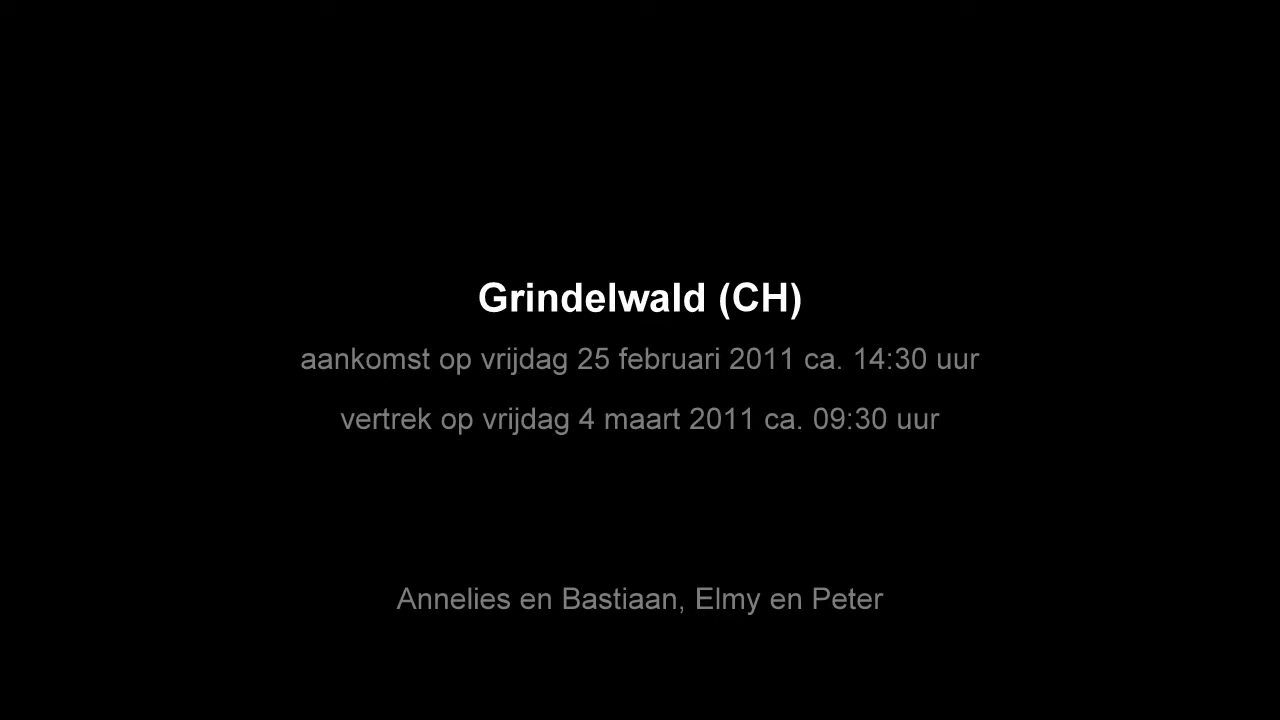 Grindelwald (CH)
aankomst op vrijdag 25 februari 2011 ca. 14:30 uur
vertrek op vrijdag 4 maart 2011 ca. 09:30 uur
Annelies en Bastiaan, Elmy en Peter